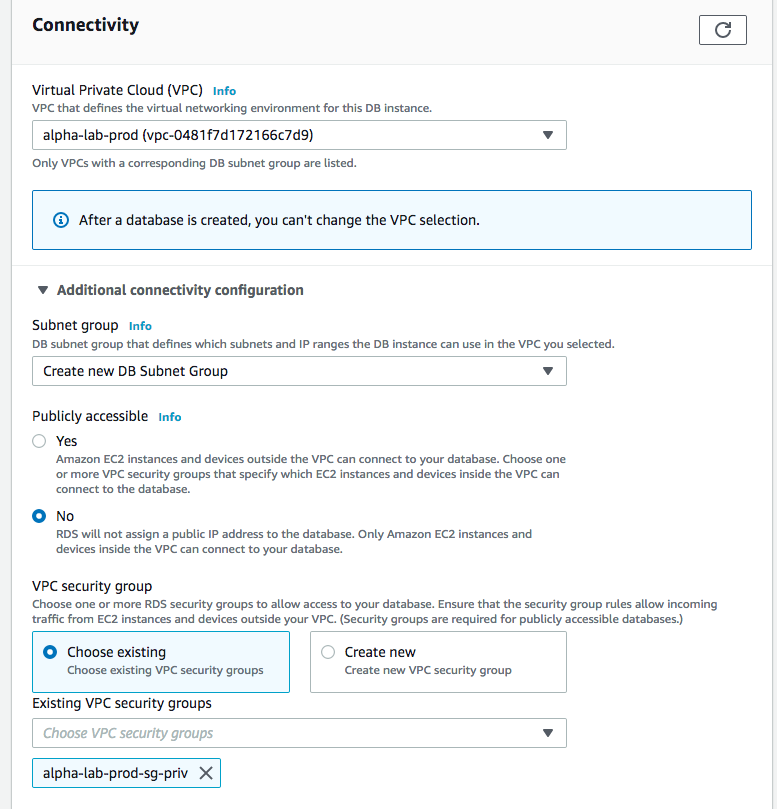 Connectivity
Virtual Private Cloud (VPC) Info
VPC that defines the virtual networking environment for this DB instance.
alpha-lab-prod (vpc-0481f7d172166c7d9)
Only VPCs with a corresponding DB subnet group are listed.
After a database is created, you can't change the VPC selection.
Additional connectivity configuration
Subnet group Info
DB subnet group that defines which subnets and IP ranges the DB instance can use in the VPC you selected.
Create new DB Subnet Group
Publicly accessible Info
Yes
Amazon EC2 instances and devices outside the VPC can connect to your database. Choose one
or more VPC security groups that specify which EC2 instances and devices inside the VPC can
connect to the database.
No
RDS will not assign a public IP address to the database. Only Amazon EC2 instances and
devices inside the VPC can connect to your database.
VPC security group
Choose one or more RDS security groups to allow access to your database. Ensure that the security group rules allow incoming
traffic from EC2 instances and devices outside your VPC. (Security groups are required for publicly accessible databases.)
Choose existing
Choose existing VPC security groups
Create new
Create new VPC security group
Existing VPC security groups
Choose VPC security groups
alpha-lab-prod-sg-priv